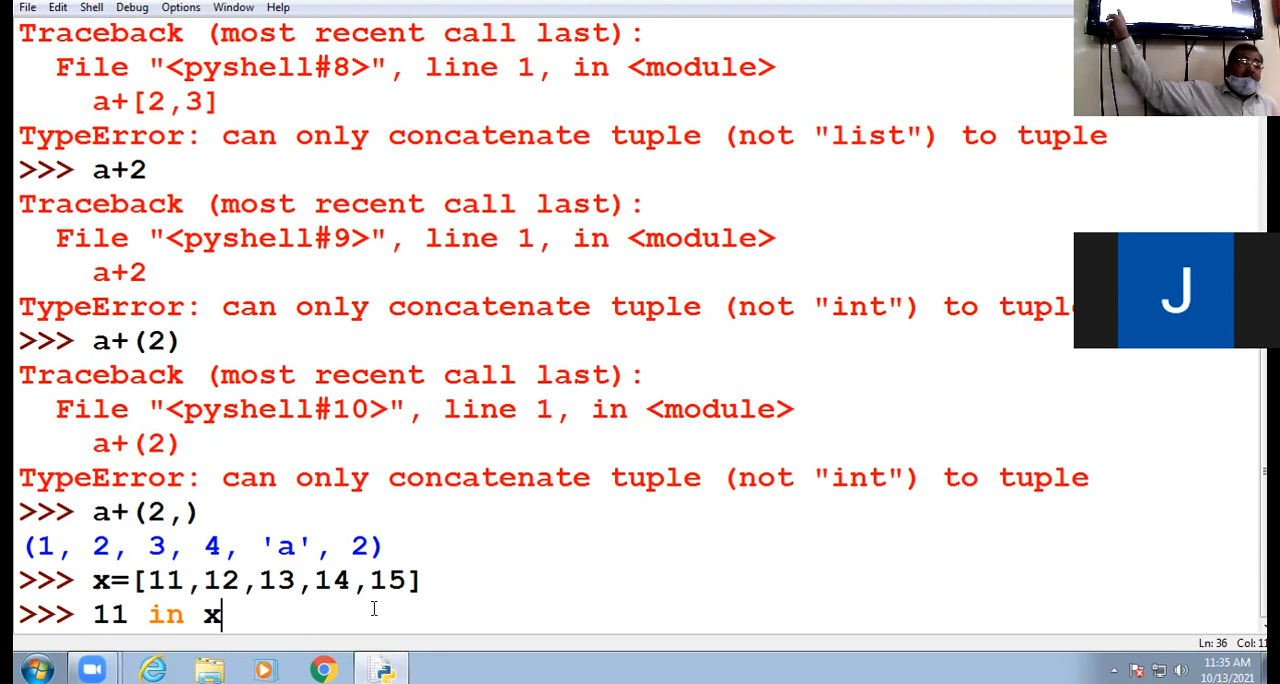 File Edit Shell Debug Options Window Help
Traceback (most recent call last):
  File "<pyshell#8>", line 1, in <module>
    a+[2,3]
TypeError: can only concatenate tuple (not "list") to tuple
>>> a+2
Traceback (most recent call last):
  File "<pyshell#9>", line 1, in <module>
    a+2
TypeError: can only concatenate tuple (not "int") to tuple
>>> a+(2)
Traceback (most recent call last):
  File "<pyshell#10>", line 1, in <module>
    a+(2)
TypeError: can only concatenate tuple (not "int") to tuple
>>> a+(2,)
(1, 2, 3, 4, 'a', 2)
>>> x=[11,12,13,14,15]
>>> 11 in x
J
Ln: 36 Col: 11
11:35 AM
10/13/2021